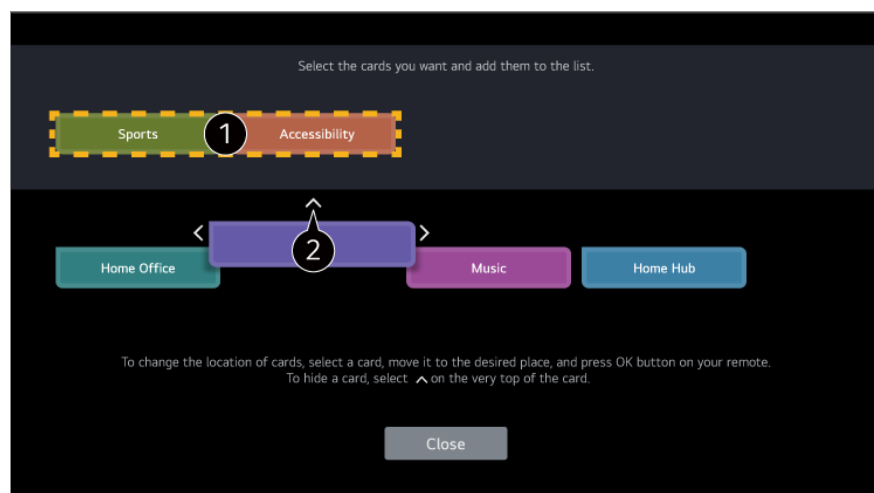 Select the cards you want and add them to the list.
Sports 1 Accessibility
2
Home Office Music Home Hub
To change the location of cards, select a card, move it to the desired place, and press OK button on your remote.
To hide a card, select ㅅ on the very top of the card.
Close